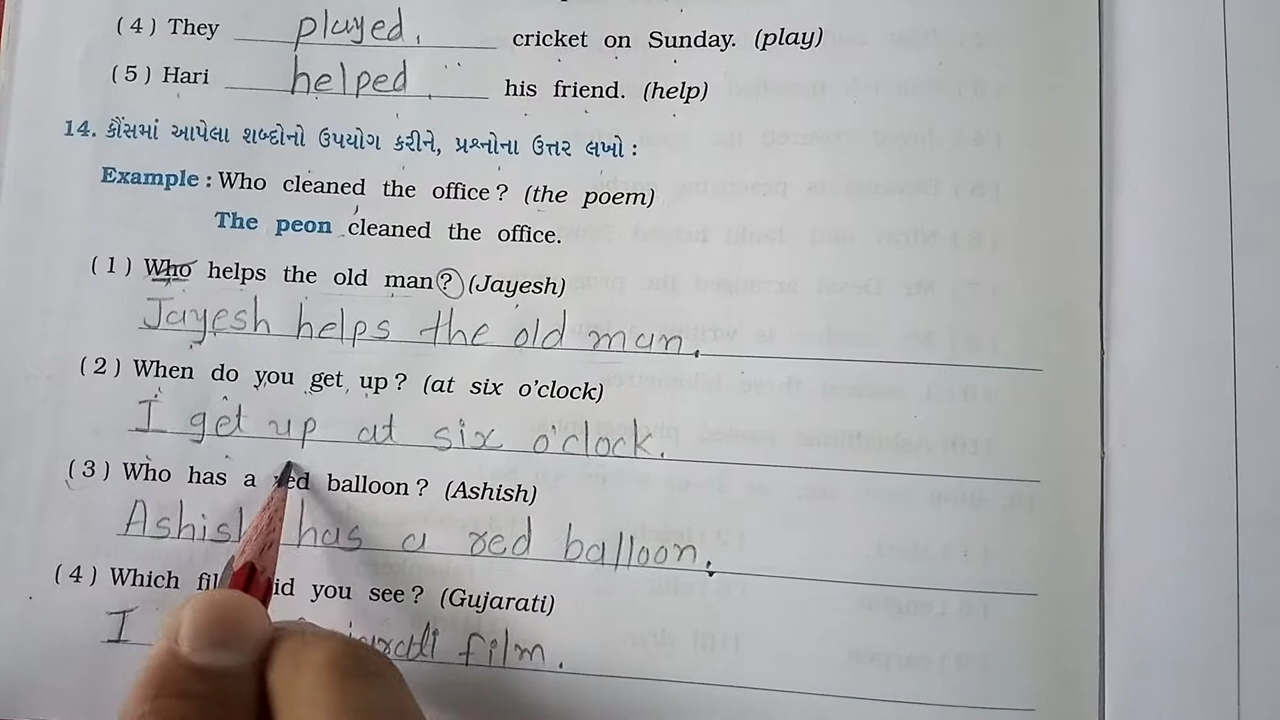 (4) They played. cricket on Sunday. (play)
(5) Hari helped. his friend. (help)
14. કૌંસમાં આપેલા શબ્દોનો ઉપયોગ કરીને, પ્રશ્નોના ઉત્તર લખો :
Example : Who cleaned the office? (the poem)
The peon cleaned the office.
(1) Who helps the old man? (Jayesh)
Jayesh helps the old man.
(2) When do you get up? (at six o'clock)
I get up at six o'clock.
(3) Who has a red balloon? (Ashish)
Ashish has a red balloon.
(4) Which you see? (Gujarati)
I film.